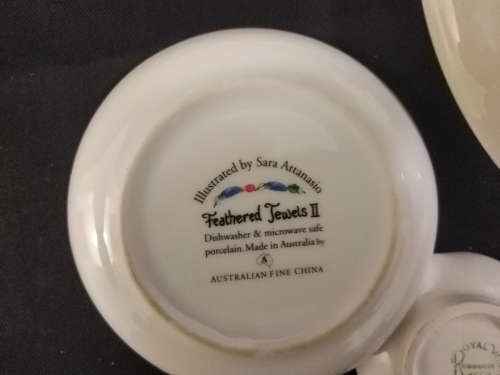 Illustrated by Sara Attanasio
Feathered Jewels II
Dishwasher & microwave safe
porcelain. Made in Australia by
A
AUSTRALIAN FINE CHINA
ROYAL